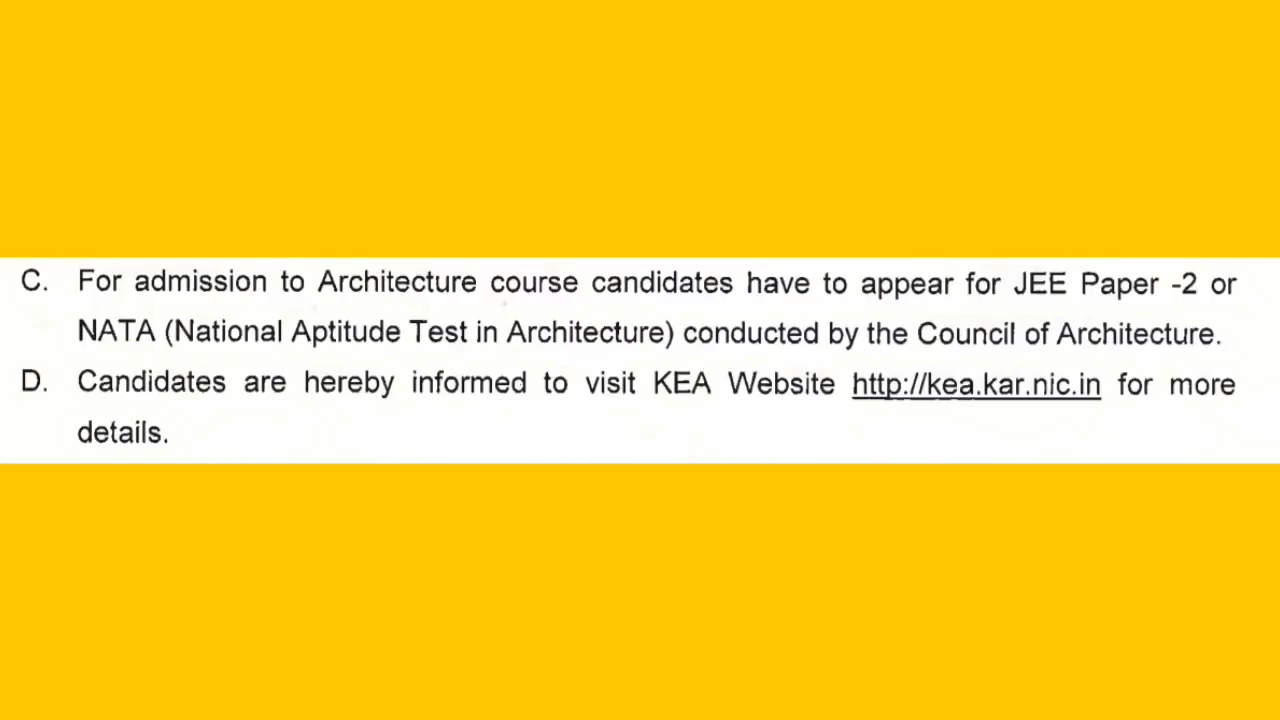 C. For admission to Architecture course candidates have to appear for JEE Paper -2 or
NATA (National Aptitude Test in Architecture) conducted by the Council of Architecture.
D. Candidates are hereby informed to visit KEA Website http://kea.kar.nic.in for more
details.